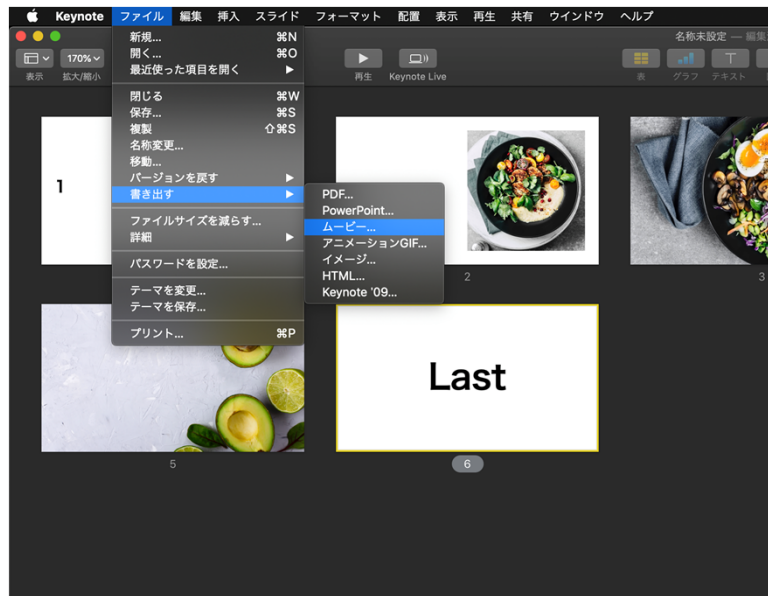 Keynote ファイル 編集 挿入 スライド フォーマット 配置 表示 再生 共有 ウインドウ ヘルプ
名称未設定 — 編集
170%
表示 拡大/縮小 再生 Keynote Live 表 グラフ テキスト
新規... ⌘N
開く... ⌘O
最近使った項目を開く ▶
閉じる ⌘W
保存... ⌘S
複製 ⇧⌘S
名称変更...
移動...
バージョンを戻す ▶
書き出す ▶
ファイルサイズを減らす...
詳細 ▶
パスワードを設定...
テーマを変更...
テーマを保存...
プリント... ⌘P
PDF...
PowerPoint...
ムービー...
アニメーションGIF...
イメージ...
HTML...
Keynote '09...
1
2
3
Last
5
6